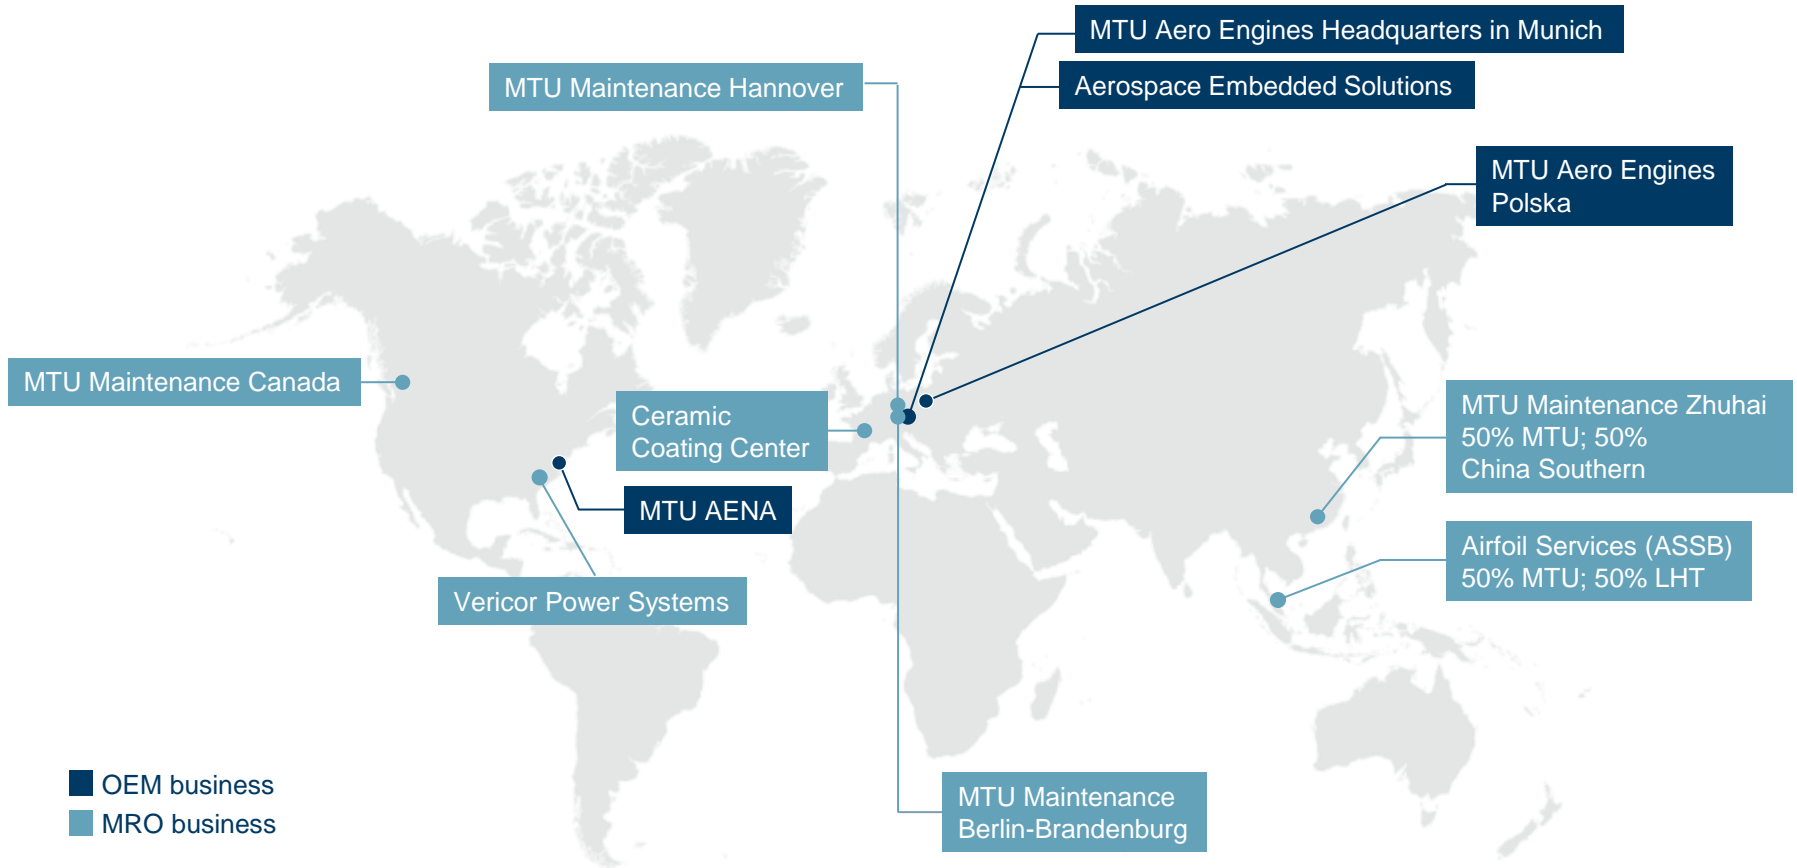 MTU Aero Engines Headquarters in Munich
Aerospace Embedded Solutions
MTU Maintenance Hannover
MTU Aero Engines
Polska
MTU Maintenance Canada
Ceramic
Coating Center
MTU AENA
Vericor Power Systems
MTU Maintenance Zhuhai
50% MTU; 50%
China Southern
Airfoil Services (ASSB)
50% MTU; 50% LHT
MTU Maintenance
Berlin-Brandenburg
OEM business
MRO business